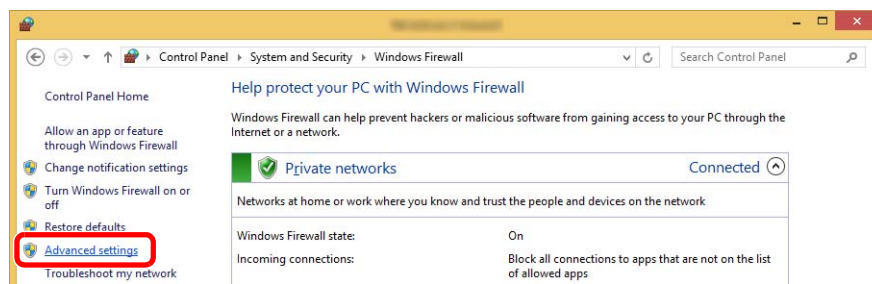 Control Panel System and Security Windows Firewall Search Control Panel
Control Panel Home
Allow an app or feature
through Windows Firewall
Change notification settings
Turn Windows Firewall on or
off
Restore defaults
Advanced settings
Troubleshoot my network
Help protect your PC with Windows Firewall
Windows Firewall can help prevent hackers or malicious software from gaining access to your PC through the
Internet or a network.
Private networks Connected
Networks at home or work where you know and trust the people and devices on the network
Windows Firewall state: On
Incoming connections: Block all connections to apps that are not on the list
of allowed apps